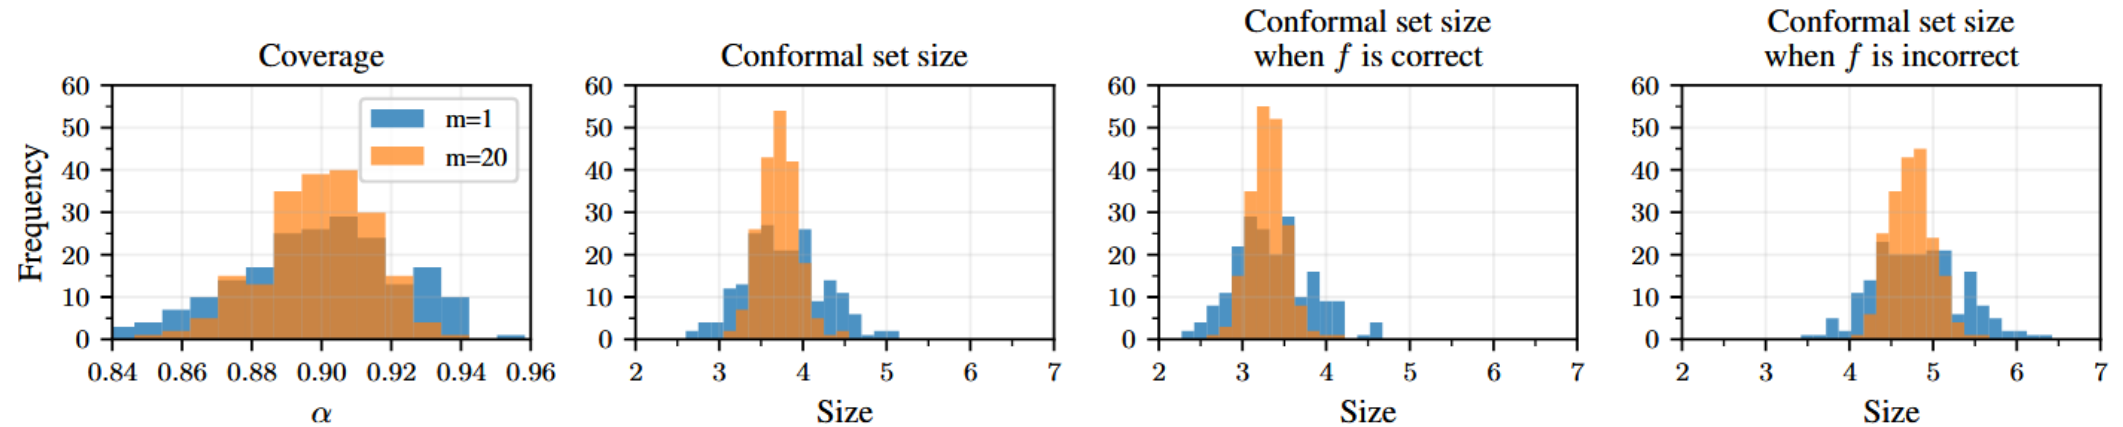 Coverage
60
50
40
30
20
10
0
Frequency
m=1
m=20
0.84 0.86 0.88 0.90 0.92 0.94 0.96
α
Conformal set size
60
50
40
30
20
10
0
2 3 4 5 6 7
Size
Conformal set size
when f is correct
60
50
40
30
20
10
0
2 3 4 5 6 7
Size
Conformal set size
when f is incorrect
60
50
40
30
20
10
0
2 3 4 5 6 7
Size